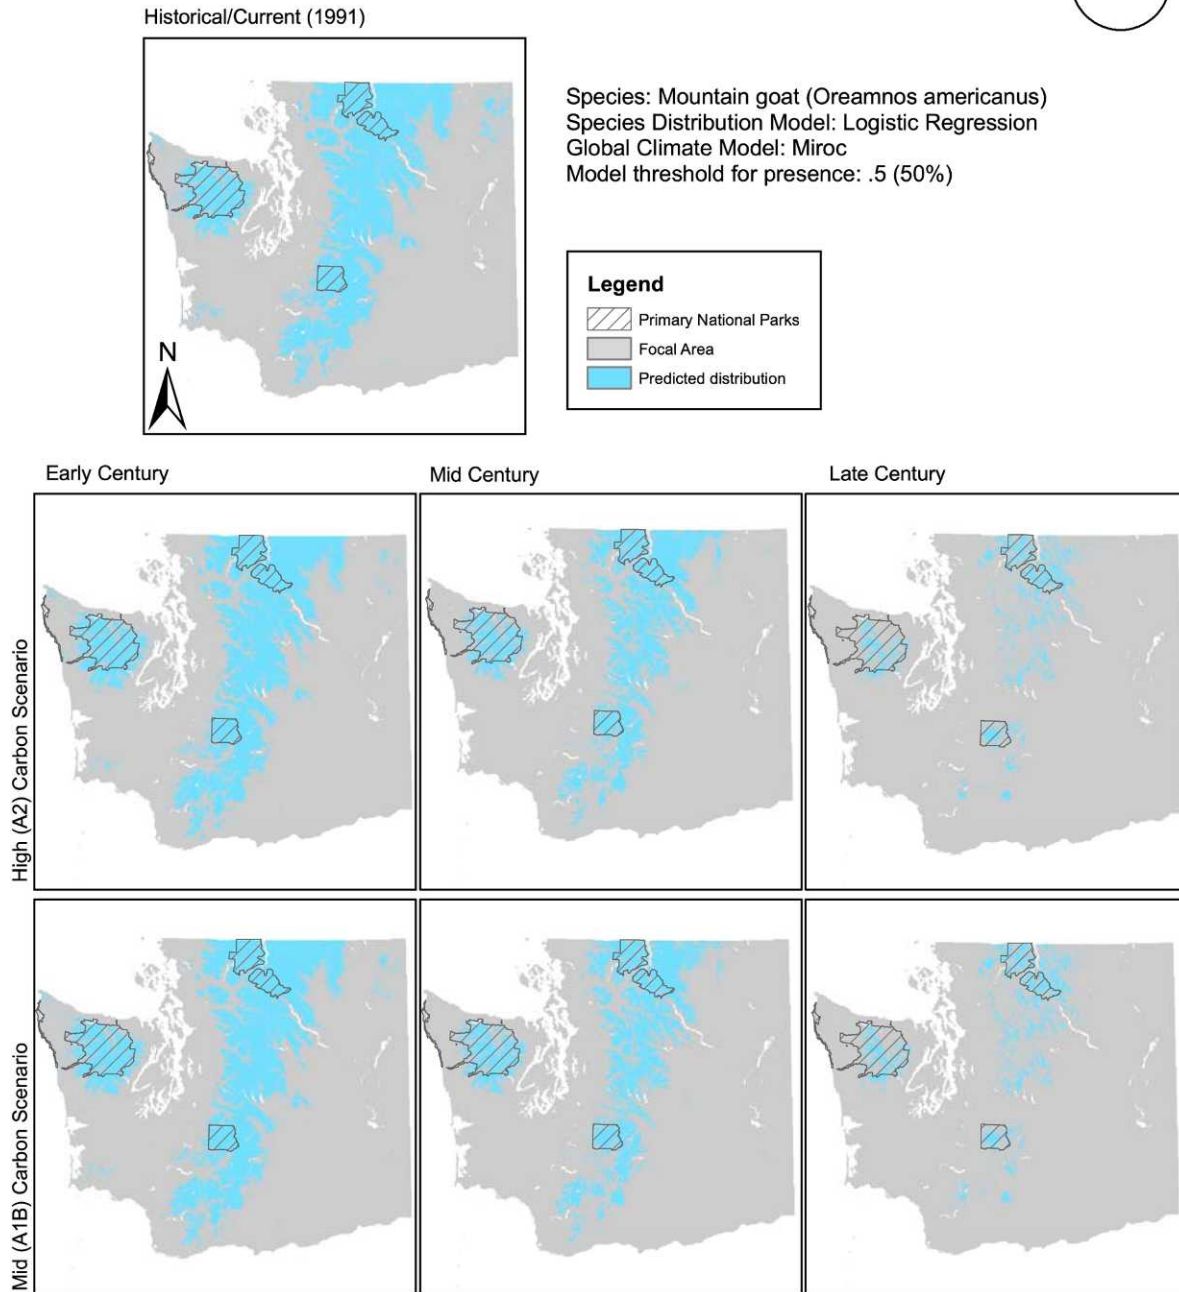 Historical/Current (1991)
Species: Mountain goat (Oreamnos americanus)
Species Distribution Model: Logistic Regression
Global Climate Model: Miroc
Model threshold for presence: .5 (50%)
Legend
Primary National Parks
Focal Area
Predicted distribution
N
Early Century
Mid Century
Late Century
High (A2) Carbon Scenario
Mid (A1B) Carbon Scenario